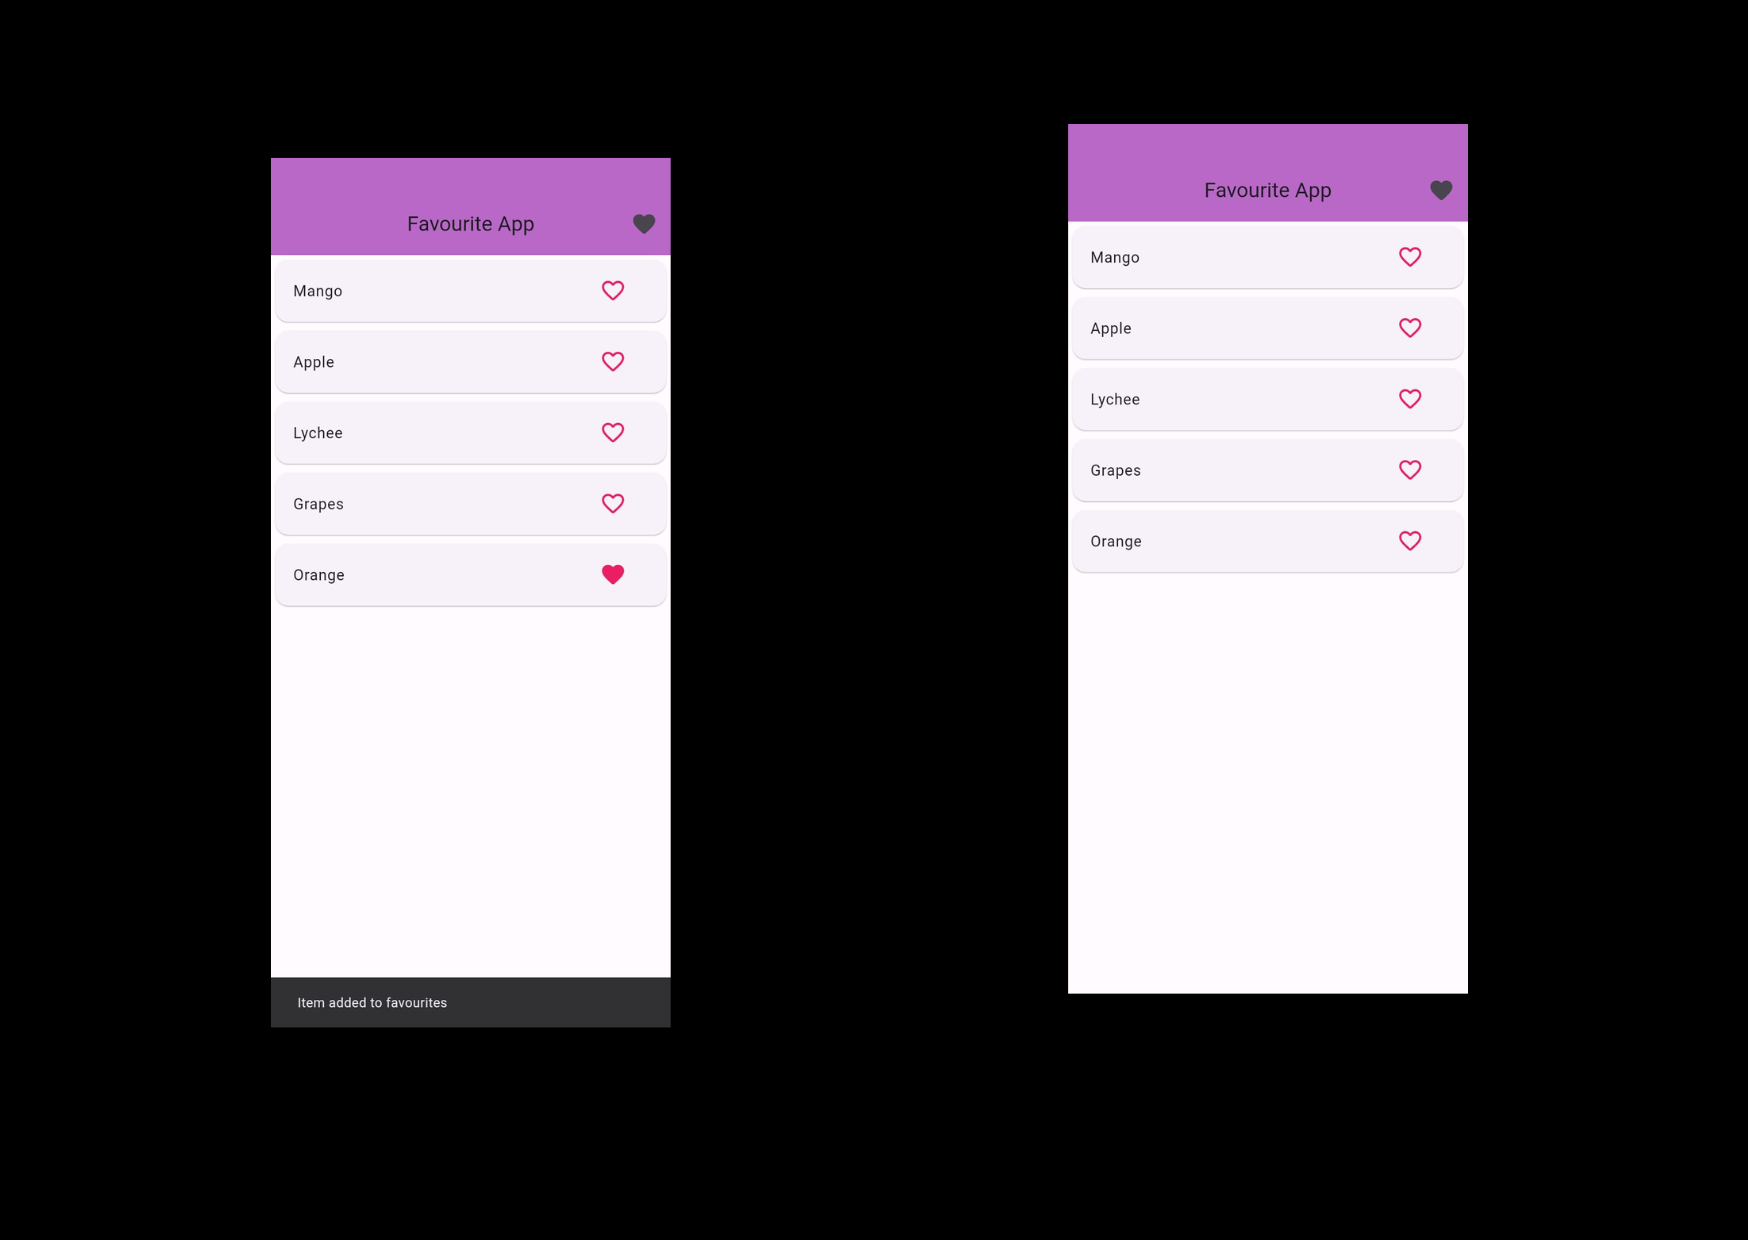 Favourite App
Mango
Apple
Lychee
Grapes
Orange
Item added to favourites
Favourite App
Mango
Apple
Lychee
Grapes
Orange